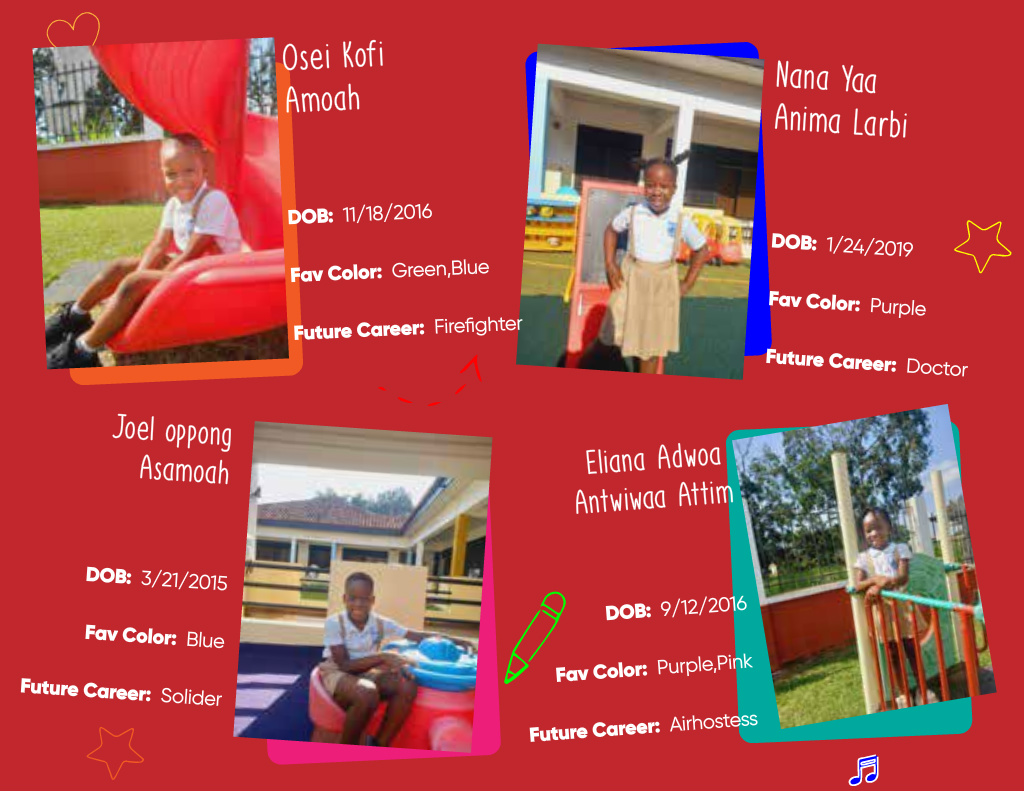 Osei Kofi
Amoah
DOB: 11/18/2016
Fav Color: Green,Blue
Future Career: Firefighter
Nana Yaa
Anima Larbi
DOB: 1/24/2019
Fav Color: Purple
Future Career: Doctor
Joel oppong
Asamoah
DOB: 3/21/2015
Fav Color: Blue
Future Career: Solider
Eliana Adwoa
Antwiwaa Attim
DOB: 9/12/2016
Fav Color: Purple,Pink
Future Career: Airhostess